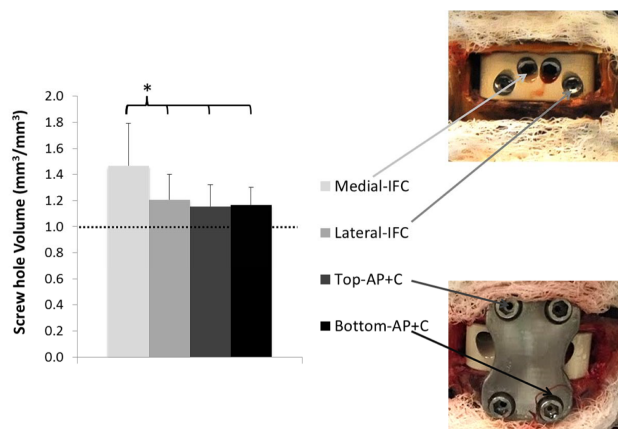 *
2.0
1.8
1.6
1.4
1.2
1.0
0.8
0.6
0.4
0.2
0.0
Screw hole Volume (mm³/mm³)
Medial-IFC
Lateral-IFC
Top-AP+C
Bottom-AP+C